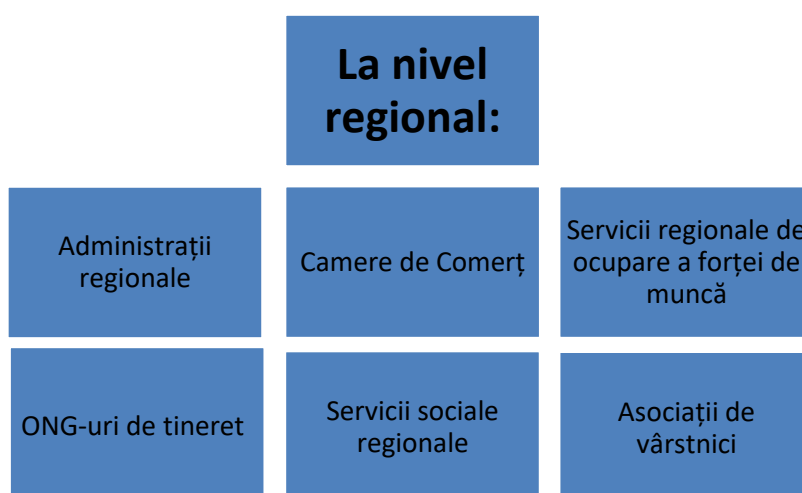 La nivel
regional:
Administrații
regionale
Camere de Comerț
Servicii regionale de
ocupare a forței de
muncă
ONG-uri de tineret
Servicii sociale
regionale
Asociații de
vârstnici